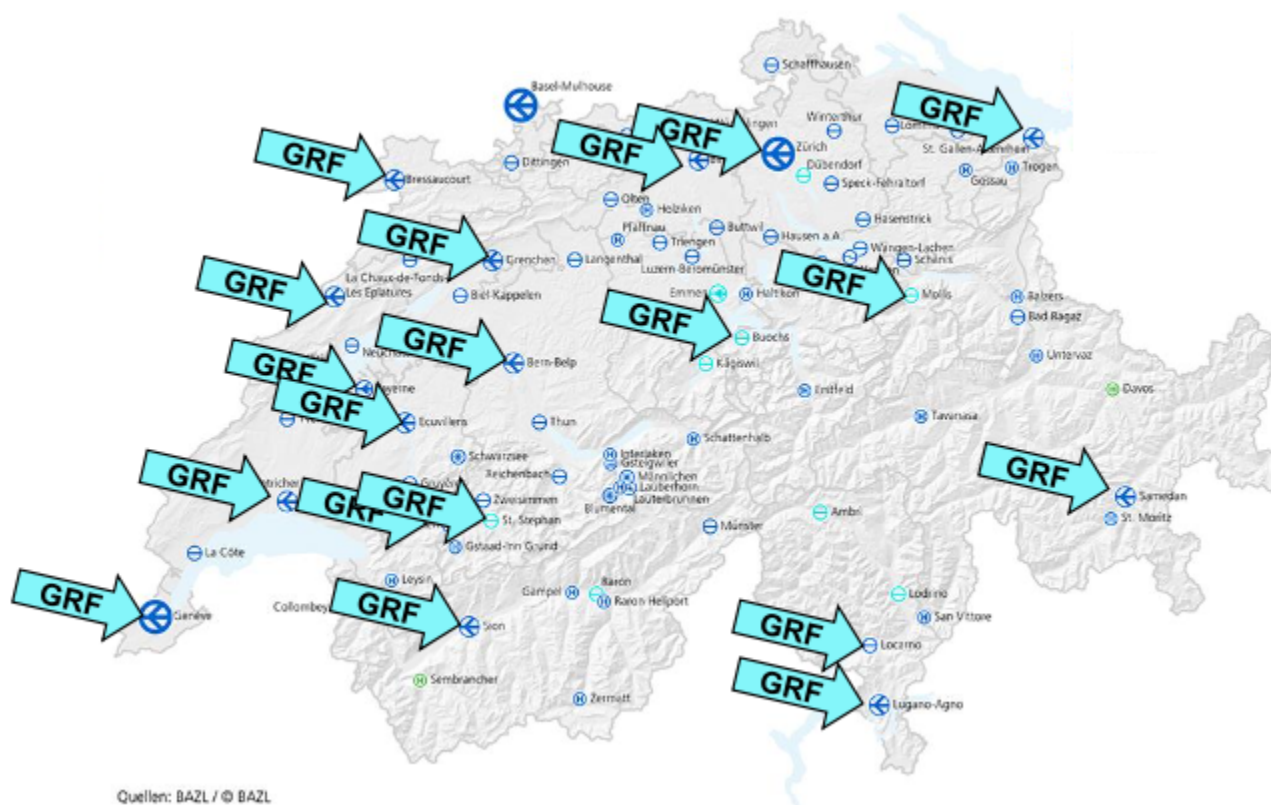 Schaffhausen
Basel-Mulhouse
Winterthur
GRF
GRF
GRF
GRF
Zürich
St. Gallen-Altenrhein
Dittingen
Dübendorf
Trogen
Gossau
Bressaucourt
Speck-Fehraltorf
Olten
Holziken
GRF
Hasenstrick
Pfaffnau
Buttwil
Triengen
Hausen a.A.
Wangen-Lachen
Grenchen
Langenthal
Luzern-Beromünster
Schänis
GRF
La Chaux-de-Fonds-
Les Eplatures
Biel-Kappelen
Emmen
Haltikon
GRF
Mollis
Balzers
Bad Ragaz
GRF
Buochs
GRF
Bern-Belp
Kägiswil
Untervaz
GRF
Erstfeld
Davos
GRF
Ecuvillens
Thun
Tavanasa
Schattenhalb
Schwarzsee
Interlaken
Gsteigwiler
Reichenbach
Männlichen
Lauberhorn
Lauterbrunnen
Blumental
GRF
GRF
GRF
Zweisimmen
St. Stephan
Münster
Ambri
GRF
Samedan
St. Moritz
La Côte
Gstaad-Inn Grund
Leysin
GRF
Genève
GRF
Sion
Gampel
Raron
Raron Heliport
Lodrino
San Vittore
GRF
Locarno
Sembrancher
Zermatt
GRF
Lugano-Agno
Quellen: BAZL / © BAZL